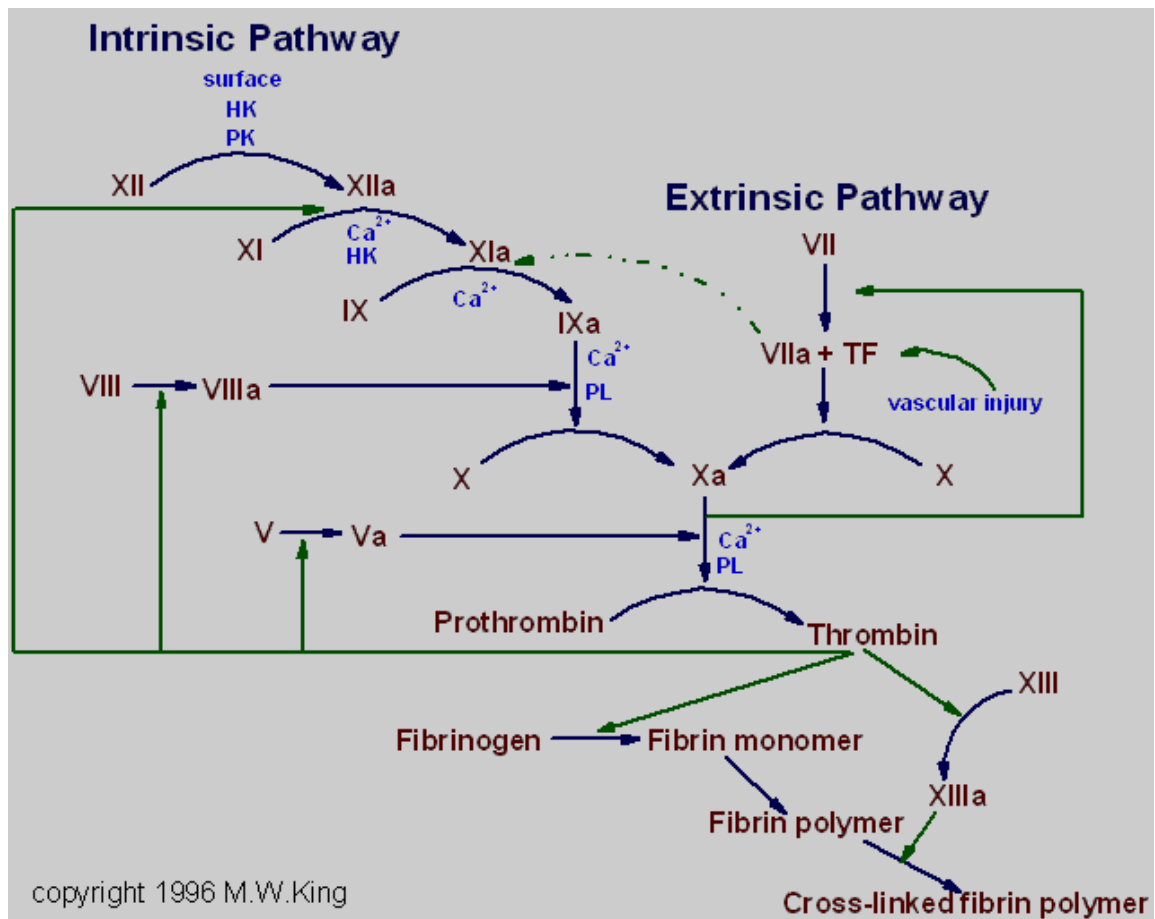 Intrinsic Pathway
surface
HK
PK
XII
XIIa
Extrinsic Pathway
XI
Ca2+
HK
XIa
VII
IX
Ca2+
IXa
VIIa + TF
Ca2+
VIII
VIIIa
PL
vascular injury
X
Xa
X
V
Va
Ca2+
PL
Prothrombin
Thrombin
XIII
Fibrinogen
Fibrin monomer
XIIIa
Fibrin polymer
copyright 1996 M.W.King
Cross-linked fibrin polymer